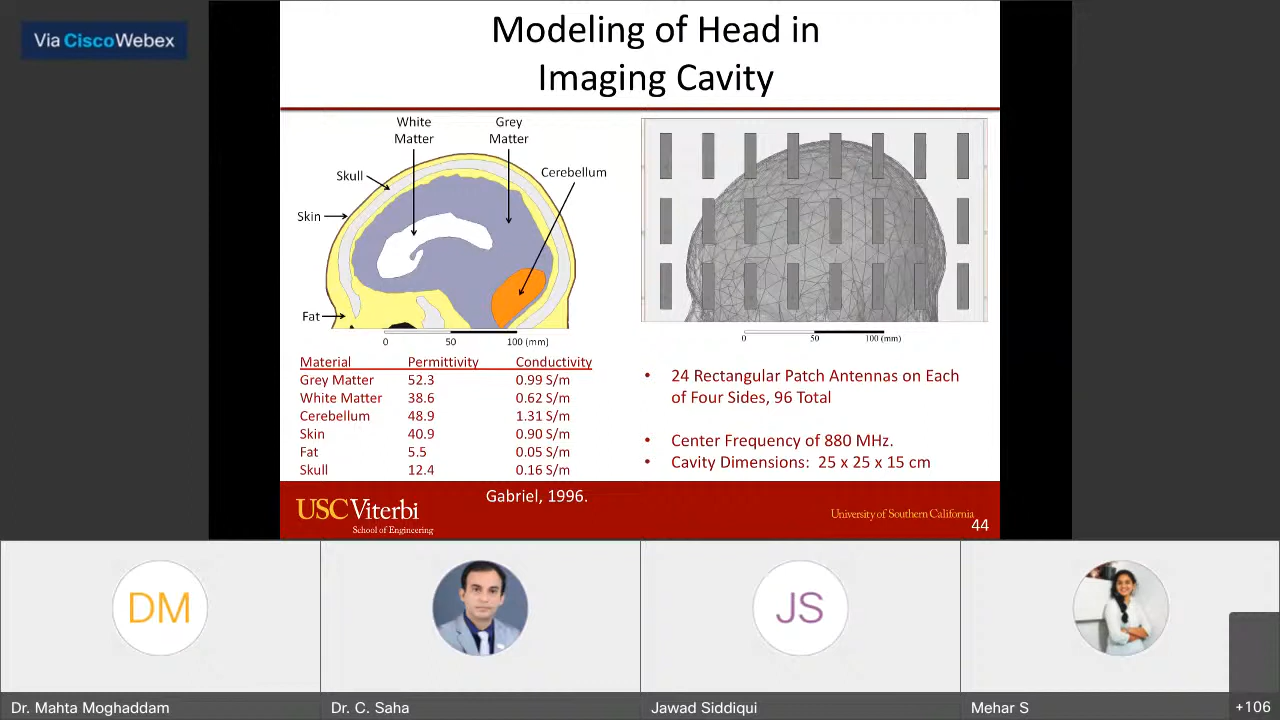 Via Cisco Webex
Modeling of Head in
Imaging Cavity
White
Matter
Grey
Matter
Cerebellum
Skull
Skin
Fat
0 50 100 (mm)
0 50 100 (mm)
Material Permittivity Conductivity
Grey Matter 52.3 0.99 S/m
White Matter 38.6 0.62 S/m
Cerebellum 48.9 1.31 S/m
Skin 40.9 0.90 S/m
Fat 5.5 0.05 S/m
Skull 12.4 0.16 S/m
• 24 Rectangular Patch Antennas on Each
of Four Sides, 96 Total
• Center Frequency of 880 MHz.
• Cavity Dimensions: 25 x 25 x 15 cm
Gabriel, 1996.
USC Viterbi
School of Engineering
University of Southern California
44
DM
JS
Dr. Mahta Moghaddam
Dr. C. Saha
Jawad Siddiqui
Mehar S
+106